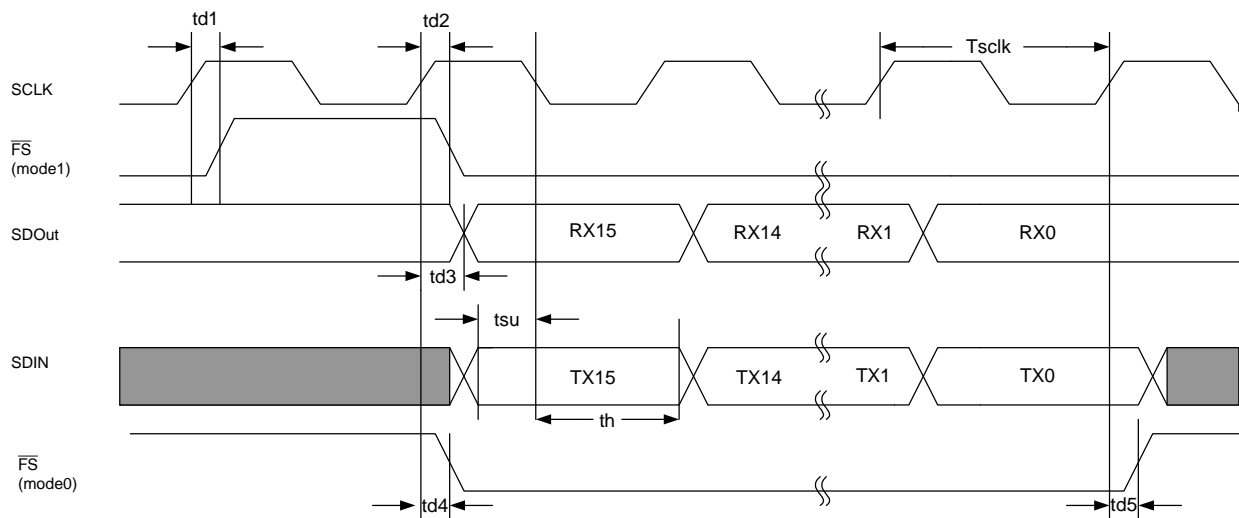 td1
td2
Tsclk
SCLK
FS
(mode1)
SDOut
RX15
RX14
RX1
RX0
td3
tsu
SDIN
TX15
TX14
TX1
TX0
th
FS
(mode0)
td4
td5